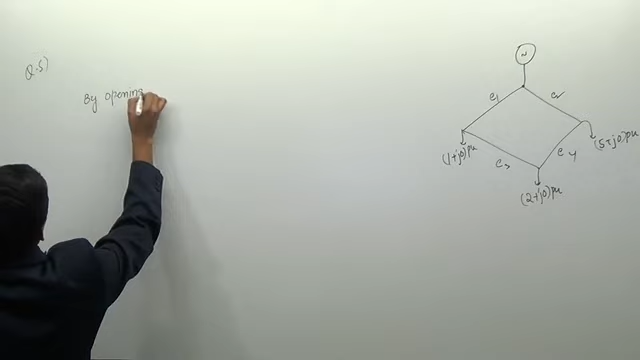 Q.5)
By opening
~
e1
e2
(1+j0)pu
(5+j0)pu
e3
e4
(2+j0)pu